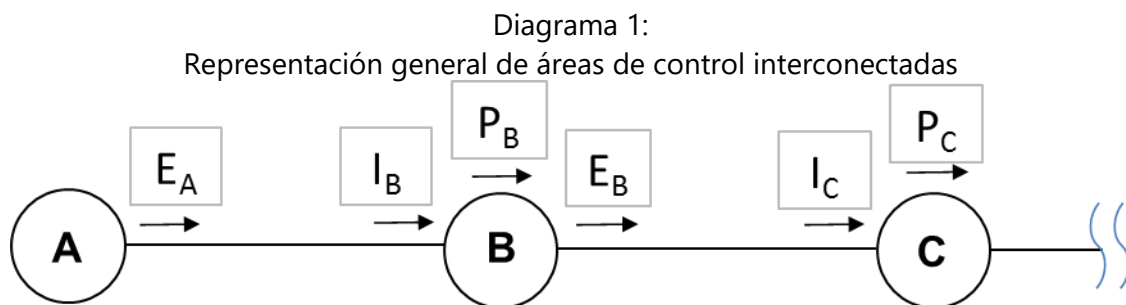 Diagrama 1:
Representación general de áreas de control interconectadas
P_B
P_C
E_A
I_B
E_B
I_C
A
B
C